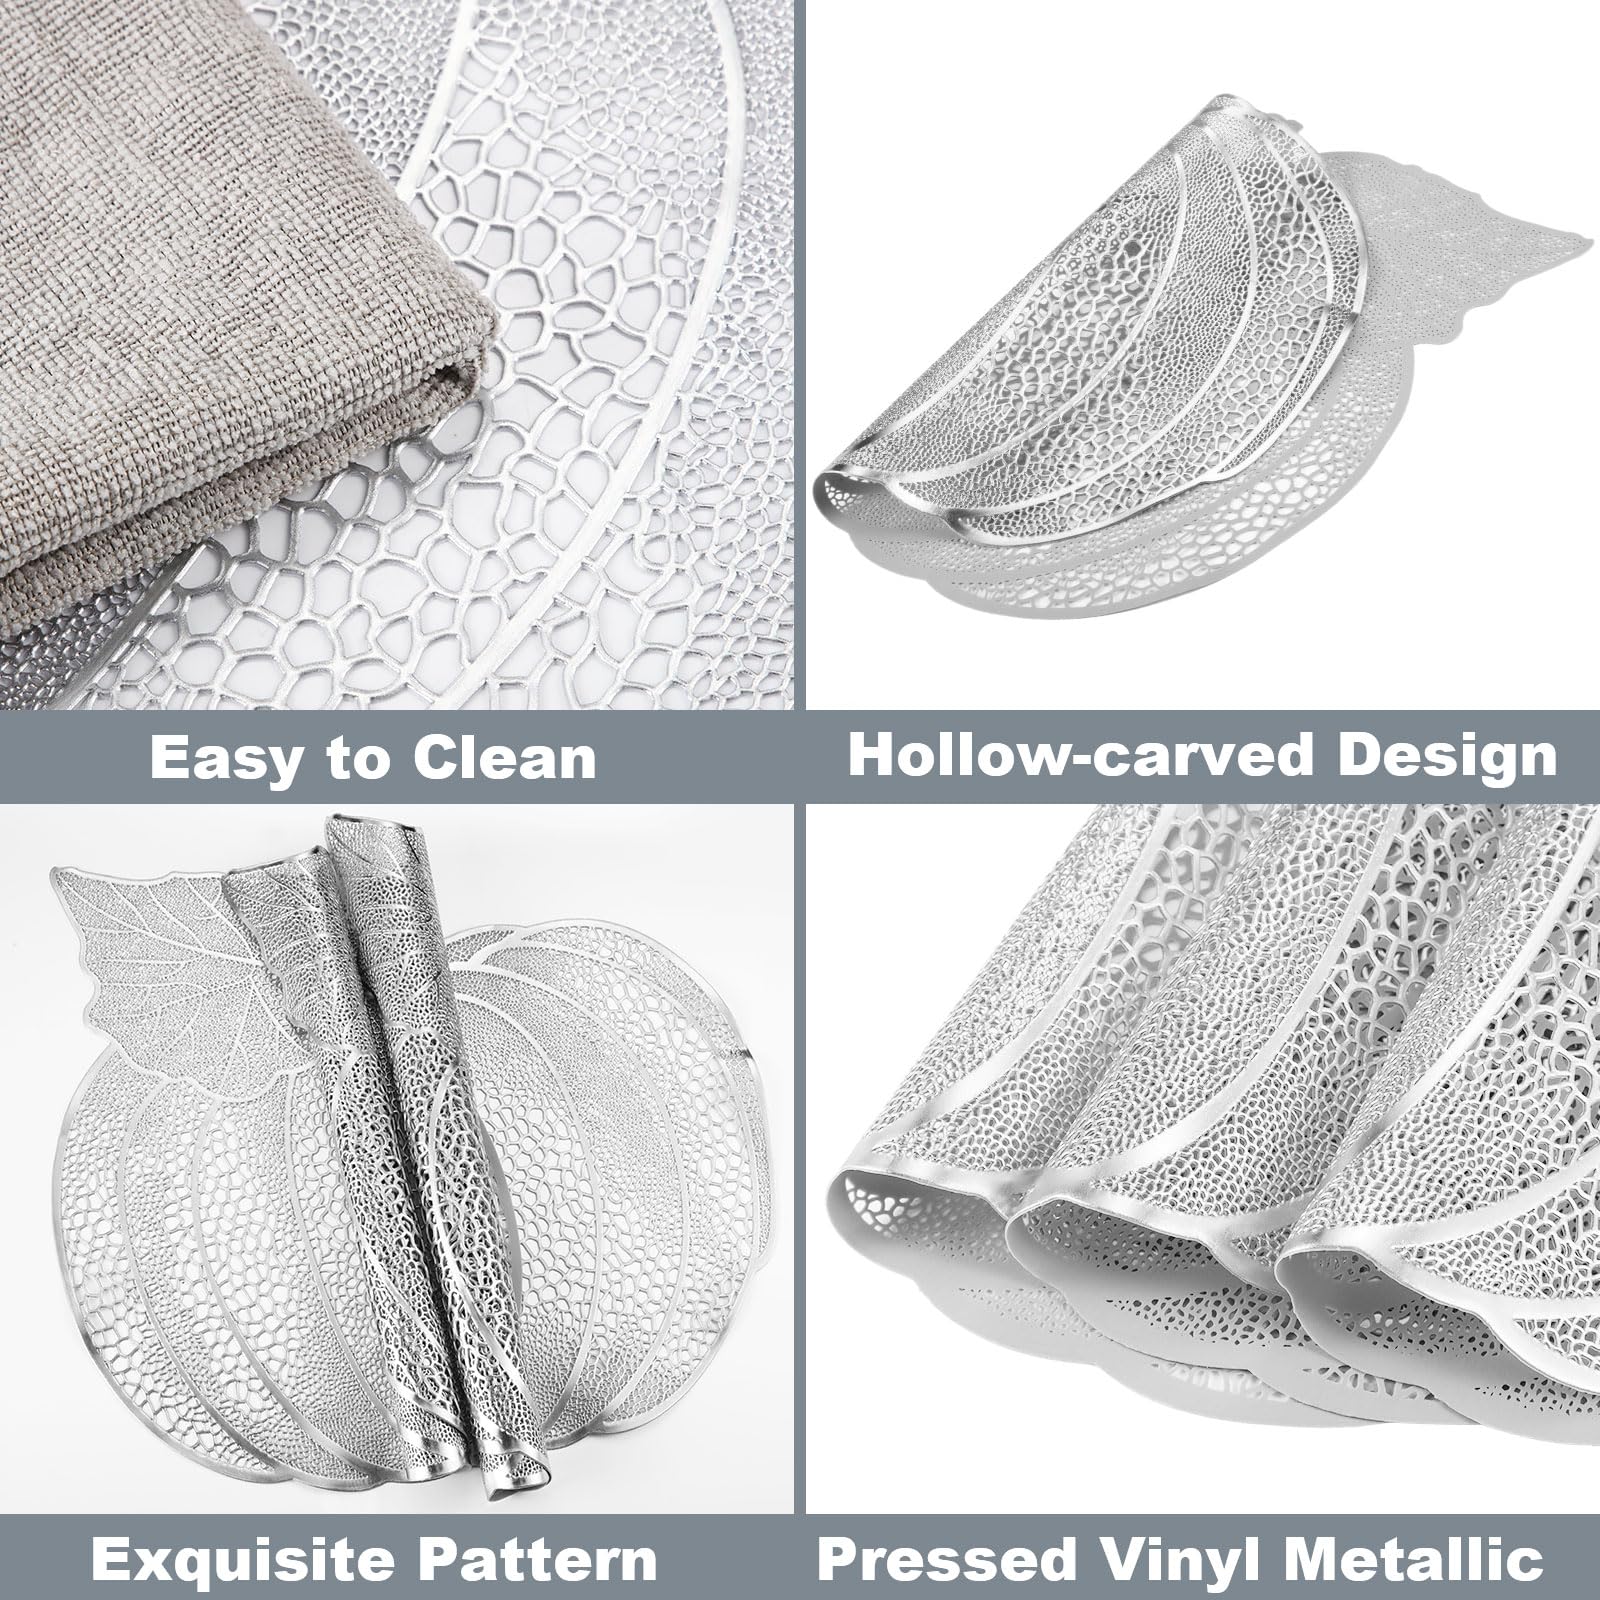 Easy to Clean
Hollow-carved Design
Exquisite Pattern
Pressed Vinyl Metallic